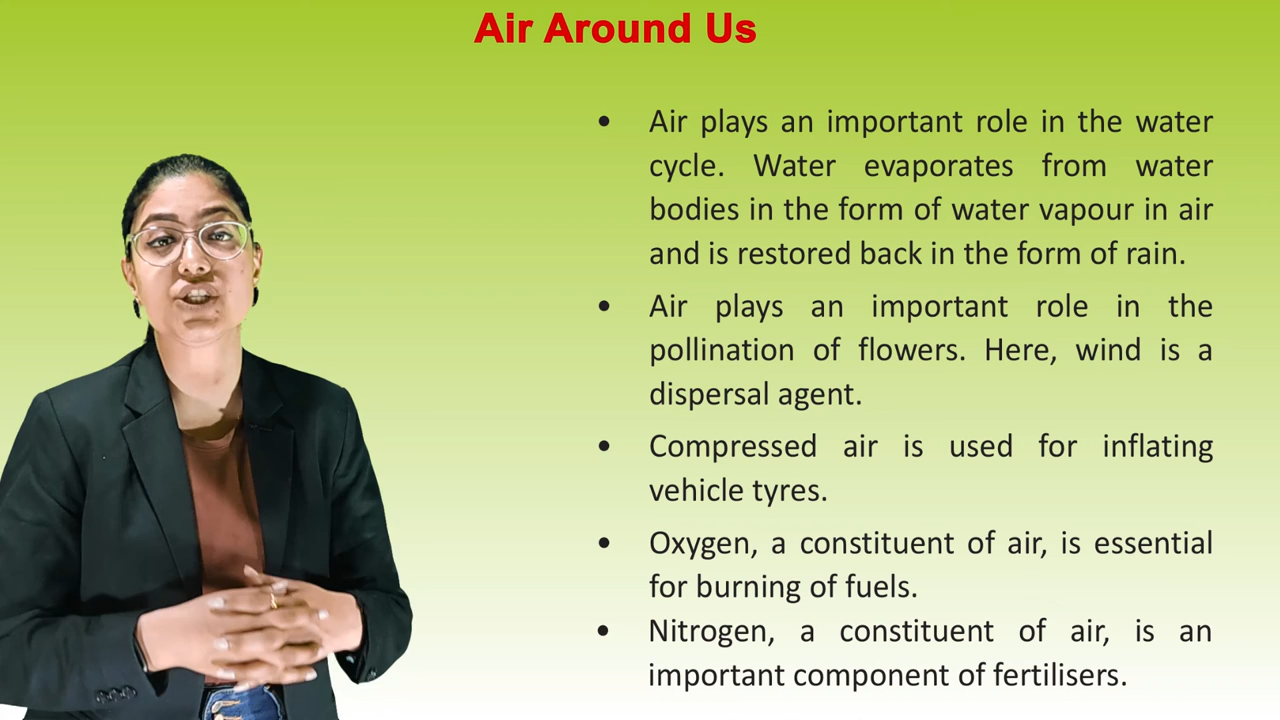 Air Around Us
• Air plays an important role in the water
cycle. Water evaporates from water
bodies in the form of water vapour in air
and is restored back in the form of rain.
• Air plays an important role in the
pollination of flowers. Here, wind is a
dispersal agent.
• Compressed air is used for inflating
vehicle tyres.
• Oxygen, a constituent of air, is essential
for burning of fuels.
• Nitrogen, a constituent of air, is an
important component of fertilisers.